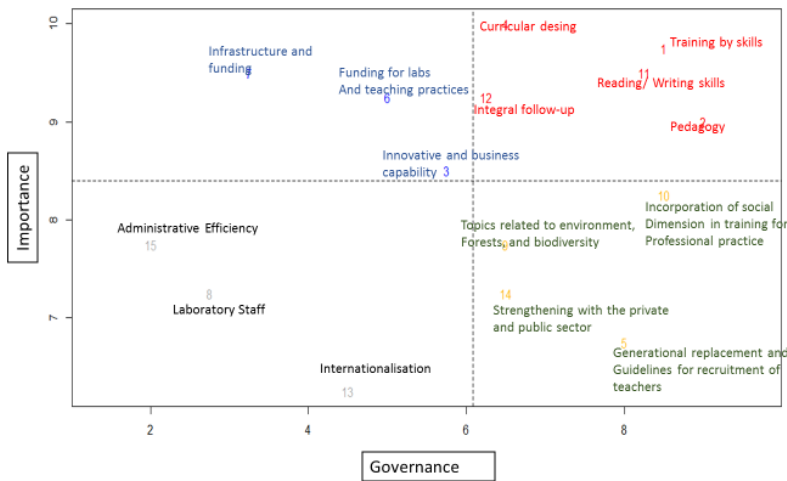 10
9
8
7
2
4
6
8
Importance
Governance
Curricular desing
4
Training by skills
1
11
Reading/ Writing skills
12
Integral follow-up
2
Pedagogy
Infrastructure and
funding
Funding for labs
And teaching practices
6
Innovative and business
capability 3
Administrative Efficiency
15
8
Laboratory Staff
Internationalisation
13
10
Incorporation of social
Dimension in training for
Professional practice
Topics related to environment,
Forests, and biodiversity
14
Strengthening with the private
and public sector
5
Generational replacement and
Guidelines for recruitment of
teachers